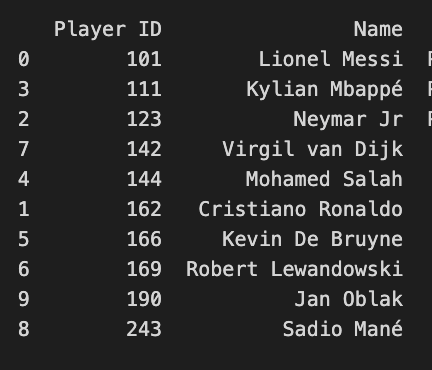 Player ID Name
0 101 Lionel Messi
3 111 Kylian Mbappé
2 123 Neymar Jr
7 142 Virgil van Dijk
4 144 Mohamed Salah
1 162 Cristiano Ronaldo
5 166 Kevin De Bruyne
6 169 Robert Lewandowski
9 190 Jan Oblak
8 243 Sadio Mané